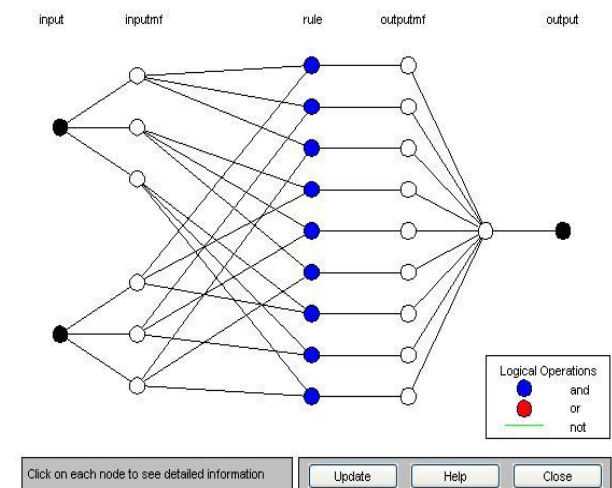 input inputmf rule outputmf output
Logical Operations
and
or
not
Click on each node to see detailed information
Update Help Close